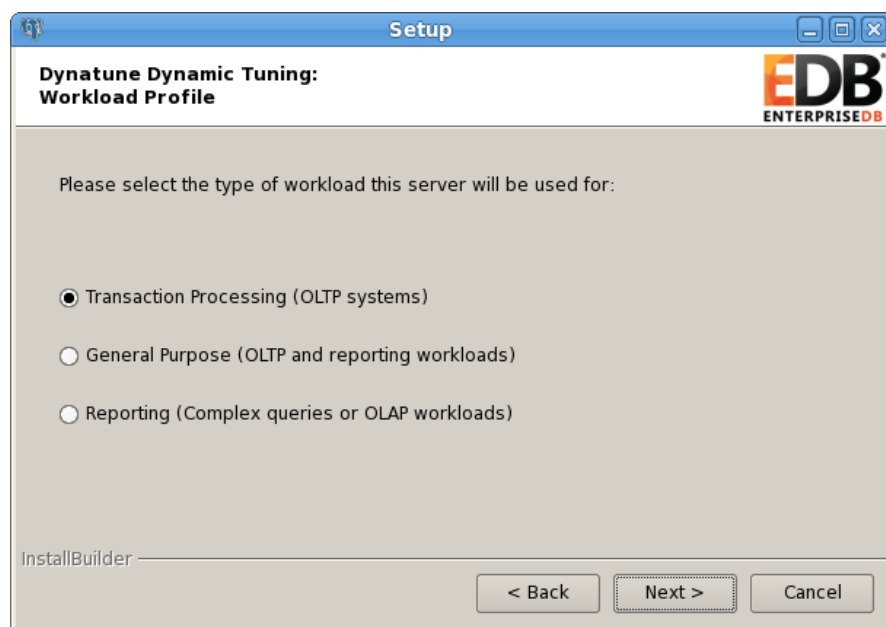 Setup
Dynatune Dynamic Tuning:
Workload Profile
EDB
ENTERPRISEDB
Please select the type of workload this server will be used for:
Transaction Processing (OLTP systems)
General Purpose (OLTP and reporting workloads)
Reporting (Complex queries or OLAP workloads)
InstallBuilder
< Back Next > Cancel